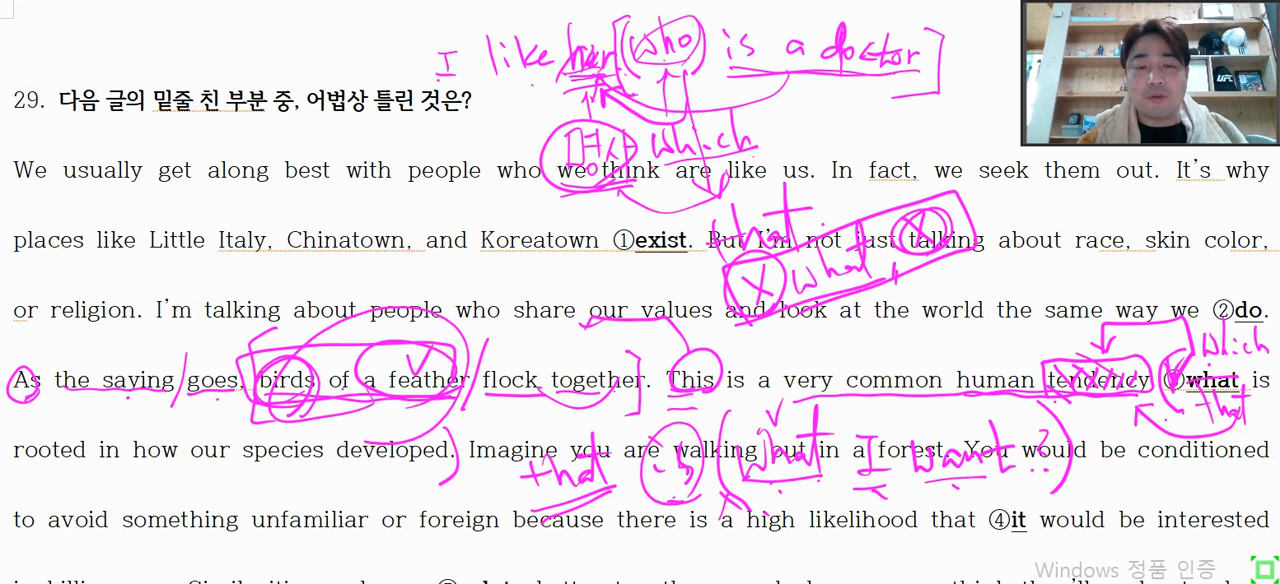 I like her who is a doctor
29. 다음 글의 밑줄 친 부분 중, 어법상 틀린 것은?
명사 which
We usually get along best with people who we think are like us. In fact, we seek them out. It's why
that
places like Little Italy, Chinatown, and Koreatown ①exist. But I'm not just talking about race, skin color,
X what X
or religion. I'm talking about people who share our values and look at the world the same way we ②do.
which
As the saying goes, birds of a feather flock together. This is a very common human tendency ③what is
that
rooted in how our species developed. Imagine you are walking out in a forest. You would be conditioned
that is what I want?
to avoid something unfamiliar or foreign because there is a high likelihood that ④it would be interested
UFC
Windows 정품 인증